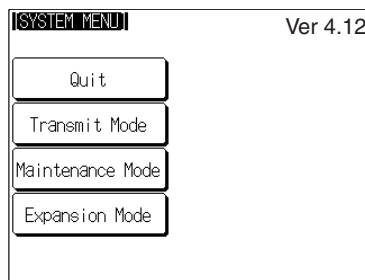 [SYSTEM MENU]
Ver 4.12
Quit
Transmit Mode
Maintenance Mode
Expansion Mode